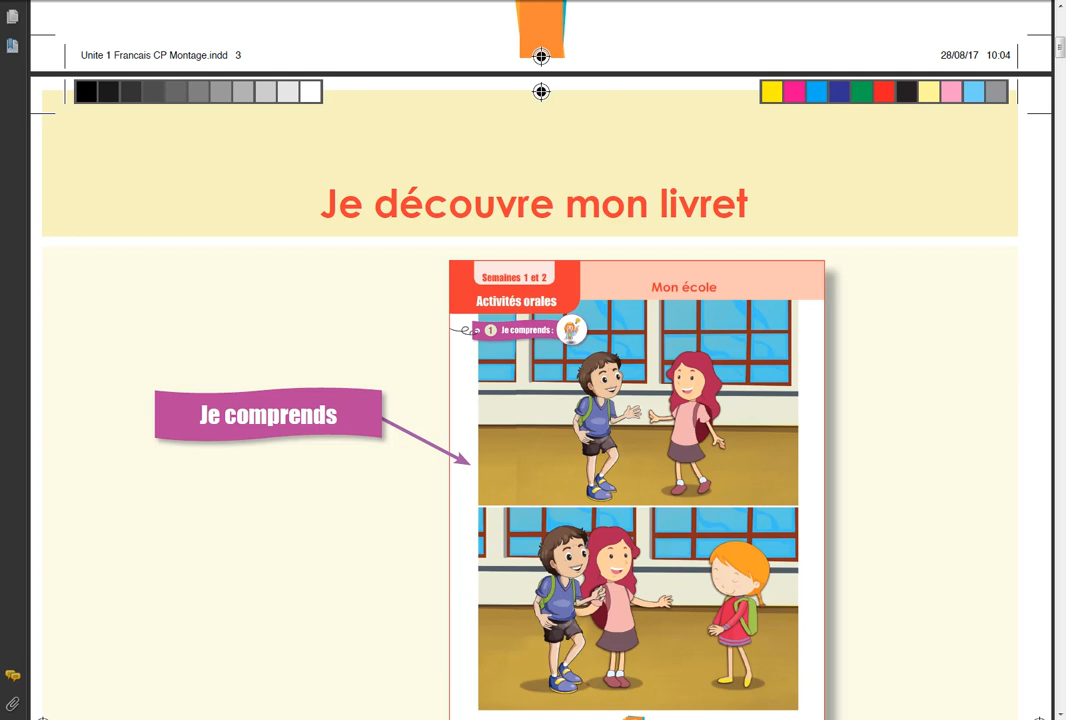 Unite 1 Francais CP Montage.indd 3
28/08/17 10:04
Je découvre mon livret
Semaines 1 et 2
Activités orales
Mon école
1 Je comprends :
Je comprends